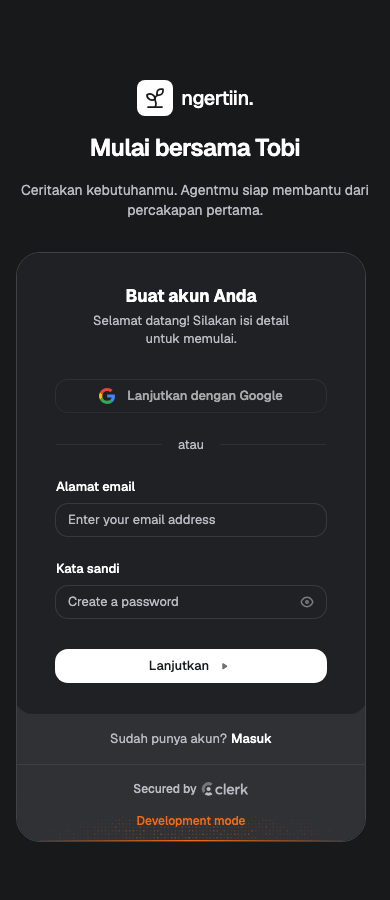 ngertiin.
Mulai bersama Tobi
Ceritakan kebutuhanmu. Agentmu siap membantu dari
percakapan pertama.
Buat akun Anda
Selamat datang! Silakan isi detail
untuk memulai.
Lanjutkan dengan Google
atau
Alamat email
Enter your email address
Kata sandi
Create a password
Lanjutkan
Sudah punya akun? Masuk
Secured by clerk
Development mode